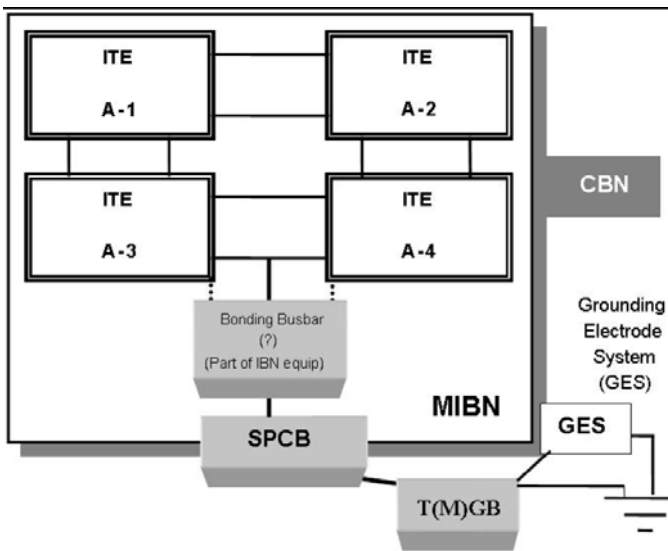 ITE
A-1
ITE
A-2
ITE
A-3
ITE
A-4
CBN
Bonding Busbar
(?)
(Part of IBN equip)
Grounding
Electrode
System
(GES)
MIBN
SPCB
GES
T(M)GB